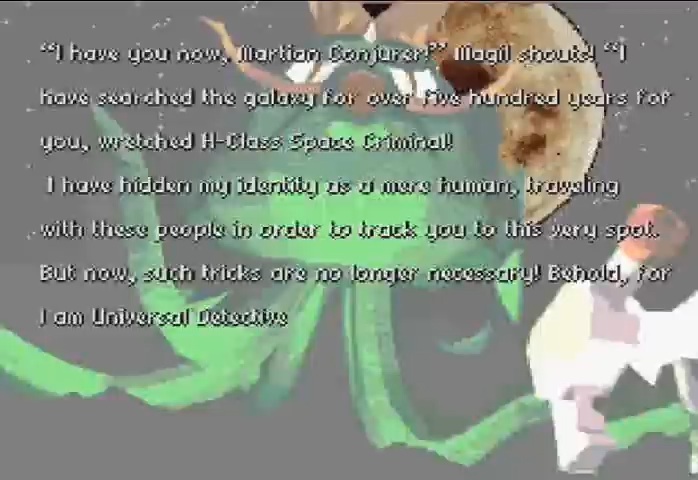 “I have you now, Martian Conjurer!” Magil shouts! “I
have searched the galaxy for over five hundred years for
you, wretched A-Class Space Criminal!
I have hidden my identity as a mere human, traveling
with these people in order to track you to this very spot.
But now, such tricks are no longer necessary! Behold, for
I am Universal Detective